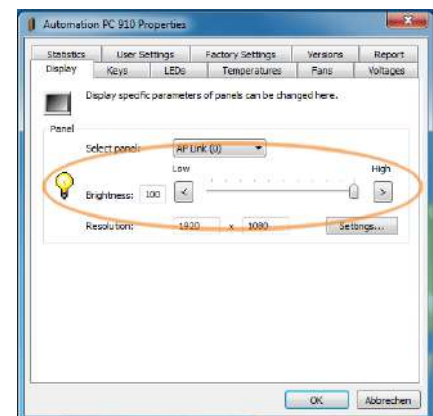 Automation PC 910 Properties
Statistics User Settings Factory Settings Versions Report
Display Keys LEDs Temperatures Fans Voltages
Display specific parameters of panels can be changed here.
Panel
Select panel: AP Link (0)
Low High
Brightness: 100 < >
Resolution: 1920 x 1080 Settings...
OK Abbrechen